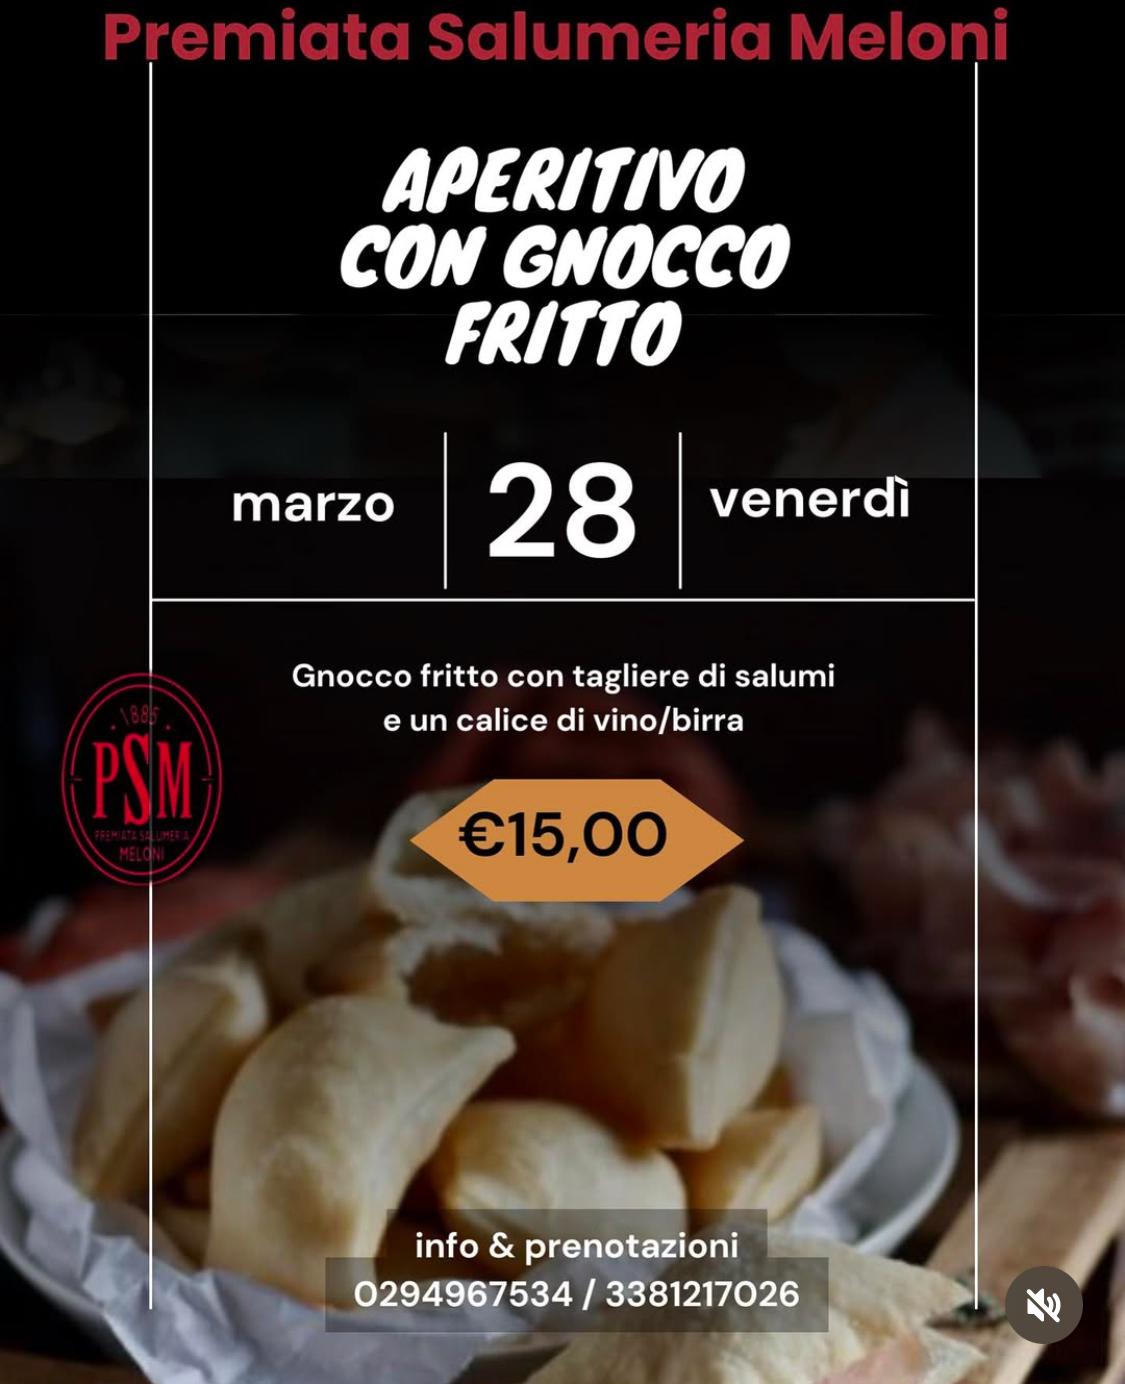 Premiata Salumeria Meloni
APERITIVO
CON GNOCCO
FRITTO
marzo
28
venerdì
Gnocco fritto con tagliere di salumi
e un calice di vino/birra
1885
PSM
PREMIATA SALUMERIA
MELONI
€15,00
info & prenotazioni
0294967534 / 3381217026